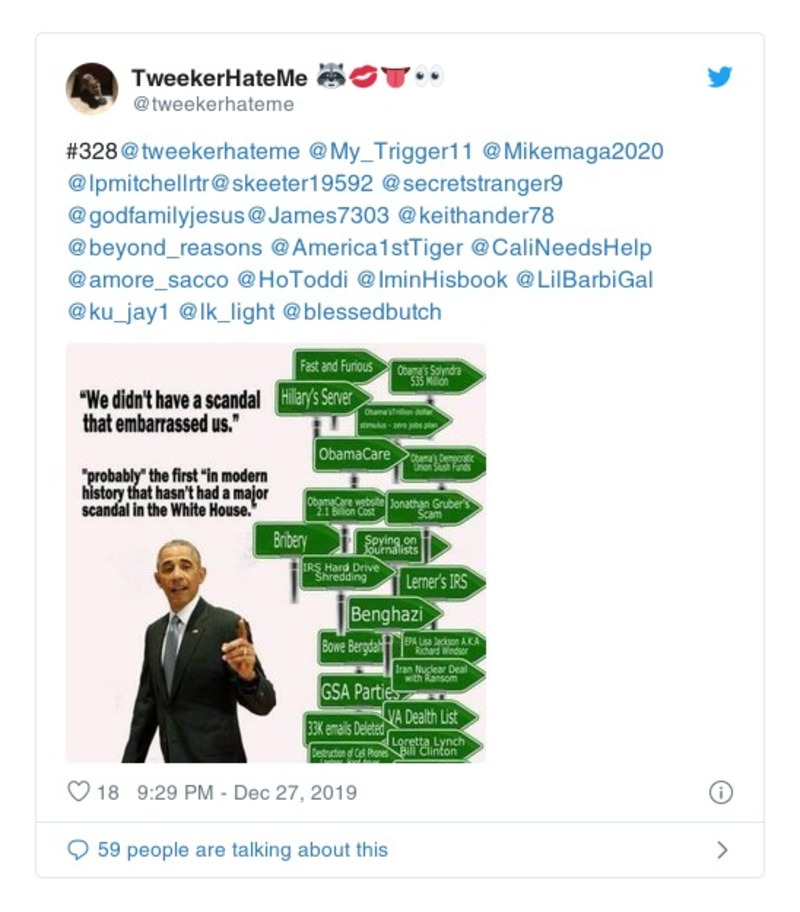 TweekerHateMe 🦝💋👅👀
@tweekerhateme
#328@tweekerhateme @My_Trigger11 @Mikemaga2020
@lpmitchellrtr@skeeter19592 @secretstranger9
@godfamilyjesus@James7303 @keithander78
@beyond_reasons @America1stTiger @CaliNeedsHelp
@amore_sacco @HoToddi @IminHisbook @LilBarbiGal
@ku_jay1 @lk_light @blessedbutch
"We didn't have a scandal
that embarrassed us."
"probably" the first "in modern
history that hasn't had a major
scandal in the White House."
Fast and Furious
Obama's Solyndra
535 Million
Hillary's Server
Obama'sTrillion dollar
stimulus - zero jobs plan
ObamaCare
Obama's Democratic
Union Slush Funds
ObamaCare website
2.1 Billion Cost
Jonathan Gruber's
Scam
Bribery
Spying on
Journalists
IRS Hard Drive
Shredding
Lerner's IRS
Benghazi
Bowe Bergdah
EPA Lisa Jackson A.K.A
Richard Windsor
Iran Nuclear Deal
with Ransom
GSA Parties
VA Dealth List
33K emails Deleted
Loretta Lynch
Bill Clinton
Destruction of Cell Phones
18 9:29 PM - Dec 27, 2019
59 people are talking about this